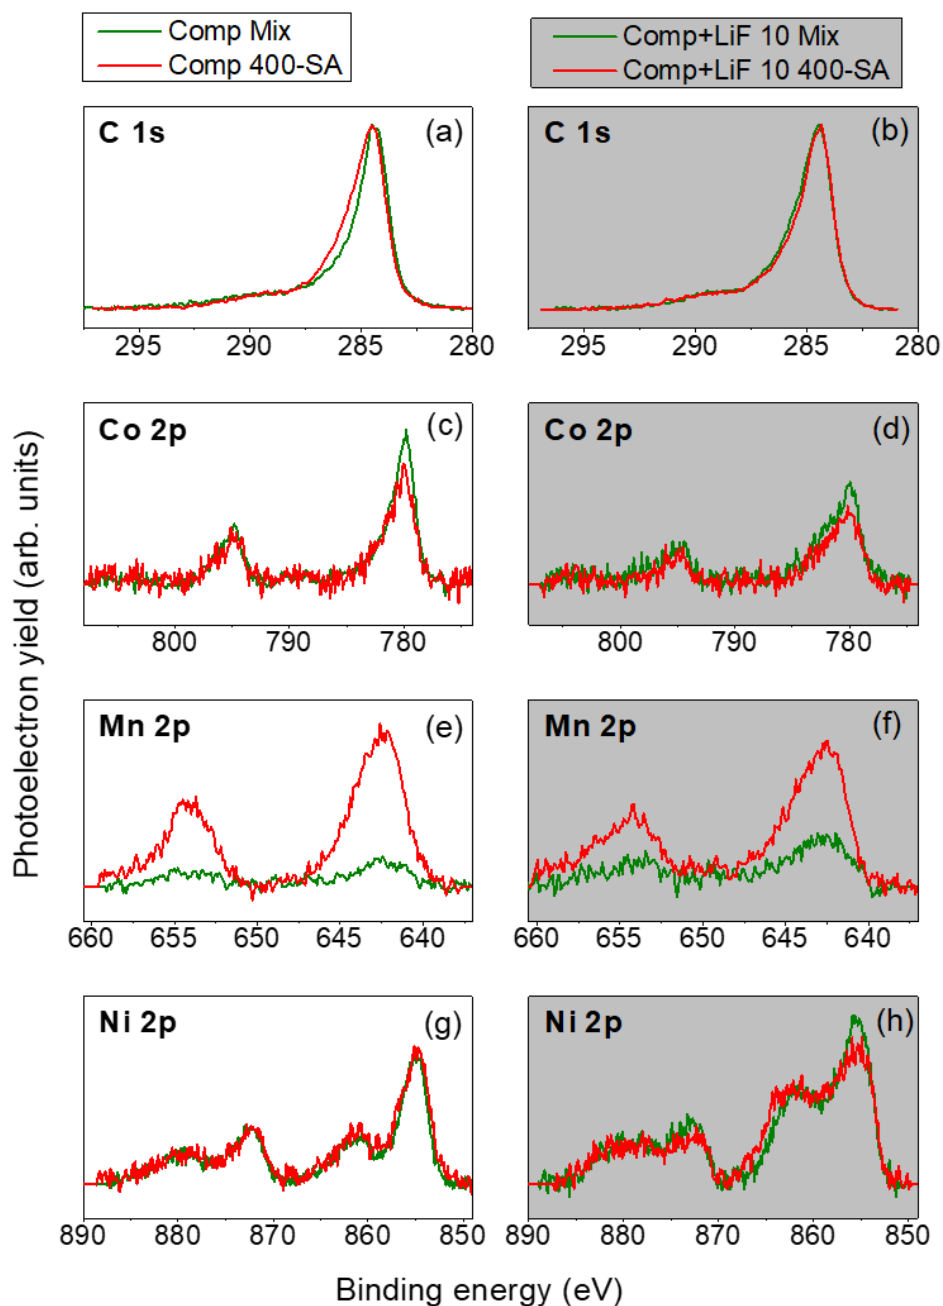 Comp Mix
Comp 400-SA
Comp+LiF 10 Mix
Comp+LiF 10 400-SA
C 1s
(a)
295 290 285 280
C 1s
(b)
295 290 285 280
Photoelectron yield (arb. units)
Co 2p
(c)
800 790 780
Co 2p
(d)
800 790 780
Mn 2p
(e)
660 655 650 645 640
Mn 2p
(f)
660 655 650 645 640
Ni 2p
(g)
890 880 870 860 850
Ni 2p
(h)
890 880 870 860 850
Binding energy (eV)